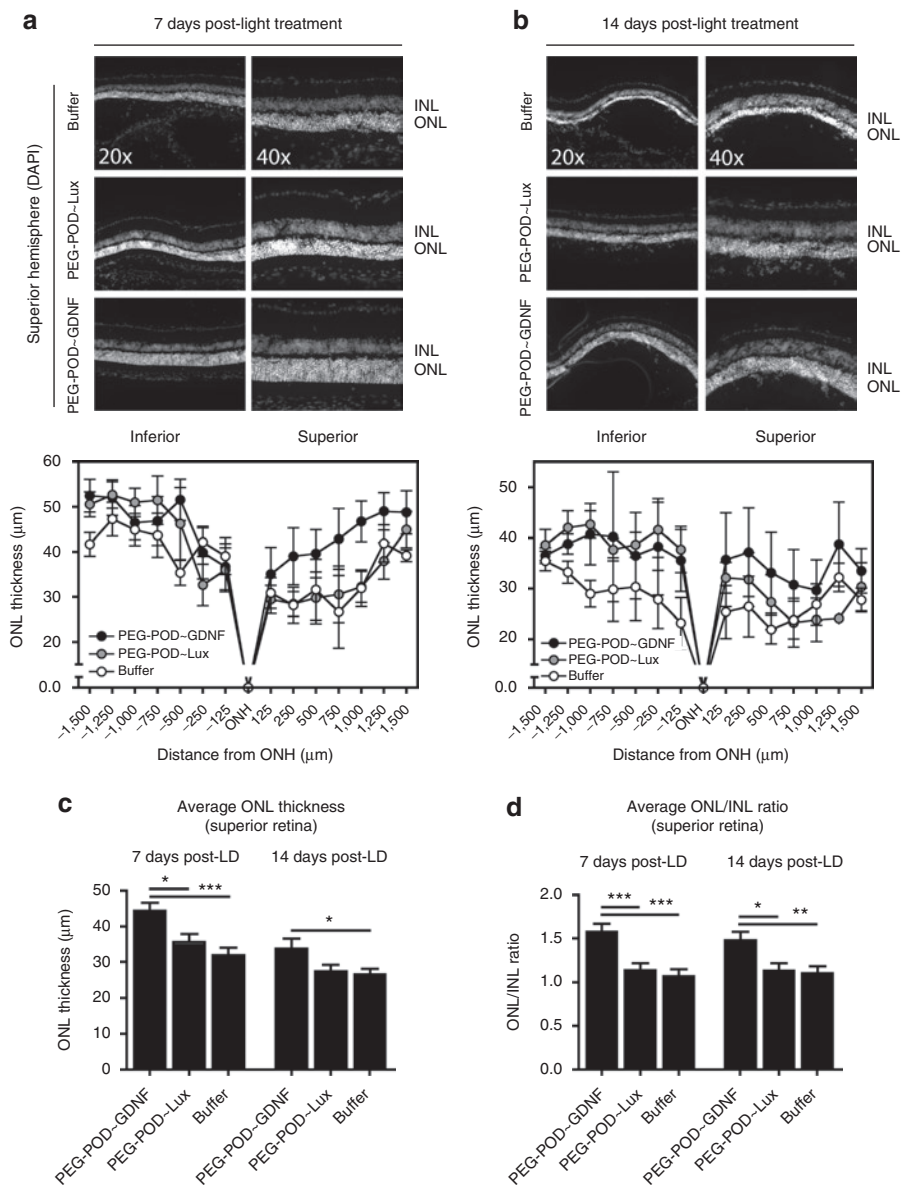 a
7 days post-light treatment
Superior hemisphere (DAPI)
Buffer
20x
40x
INL
ONL
PEG-POD~Lux
INL
ONL
PEG-POD~GDNF
INL
ONL
Inferior
Superior
ONL thickness (μm)
60
50
40
30
20
0.0
PEG-POD~GDNF
PEG-POD~Lux
Buffer
–1,500
–1,250
–1,000
–750
–500
–250
–125
ONH
125
250
500
750
1,000
1,250
1,500
Distance from ONH (μm)
b
14 days post-light treatment
Buffer
20x
40x
INL
ONL
PEG-POD~Lux
INL
ONL
PEG-POD~GDNF
INL
ONL
Inferior
Superior
ONL thickness (μm)
50
40
30
20
0.0
PEG-POD~GDNF
PEG-POD~Lux
Buffer
–1,500
–1,250
–1,000
–750
–500
–250
–125
ONH
125
250
500
750
1,000
1,250
1,500
Distance from ONH (μm)
c
Average ONL thickness
(superior retina)
7 days post-LD
14 days post-LD
ONL thickness (μm)
50
40
30
20
10
0
*
***
*
PEG-POD~GDNF
PEG-POD~Lux
Buffer
PEG-POD~GDNF
PEG-POD~Lux
Buffer
d
Average ONL/INL ratio
(superior retina)
7 days post-LD
14 days post-LD
ONL/INL ratio
2.0
1.5
1.0
0.5
0.0
***
***
*
**
PEG-POD~GDNF
PEG-POD~Lux
Buffer
PEG-POD~GDNF
PEG-POD~Lux
Buffer